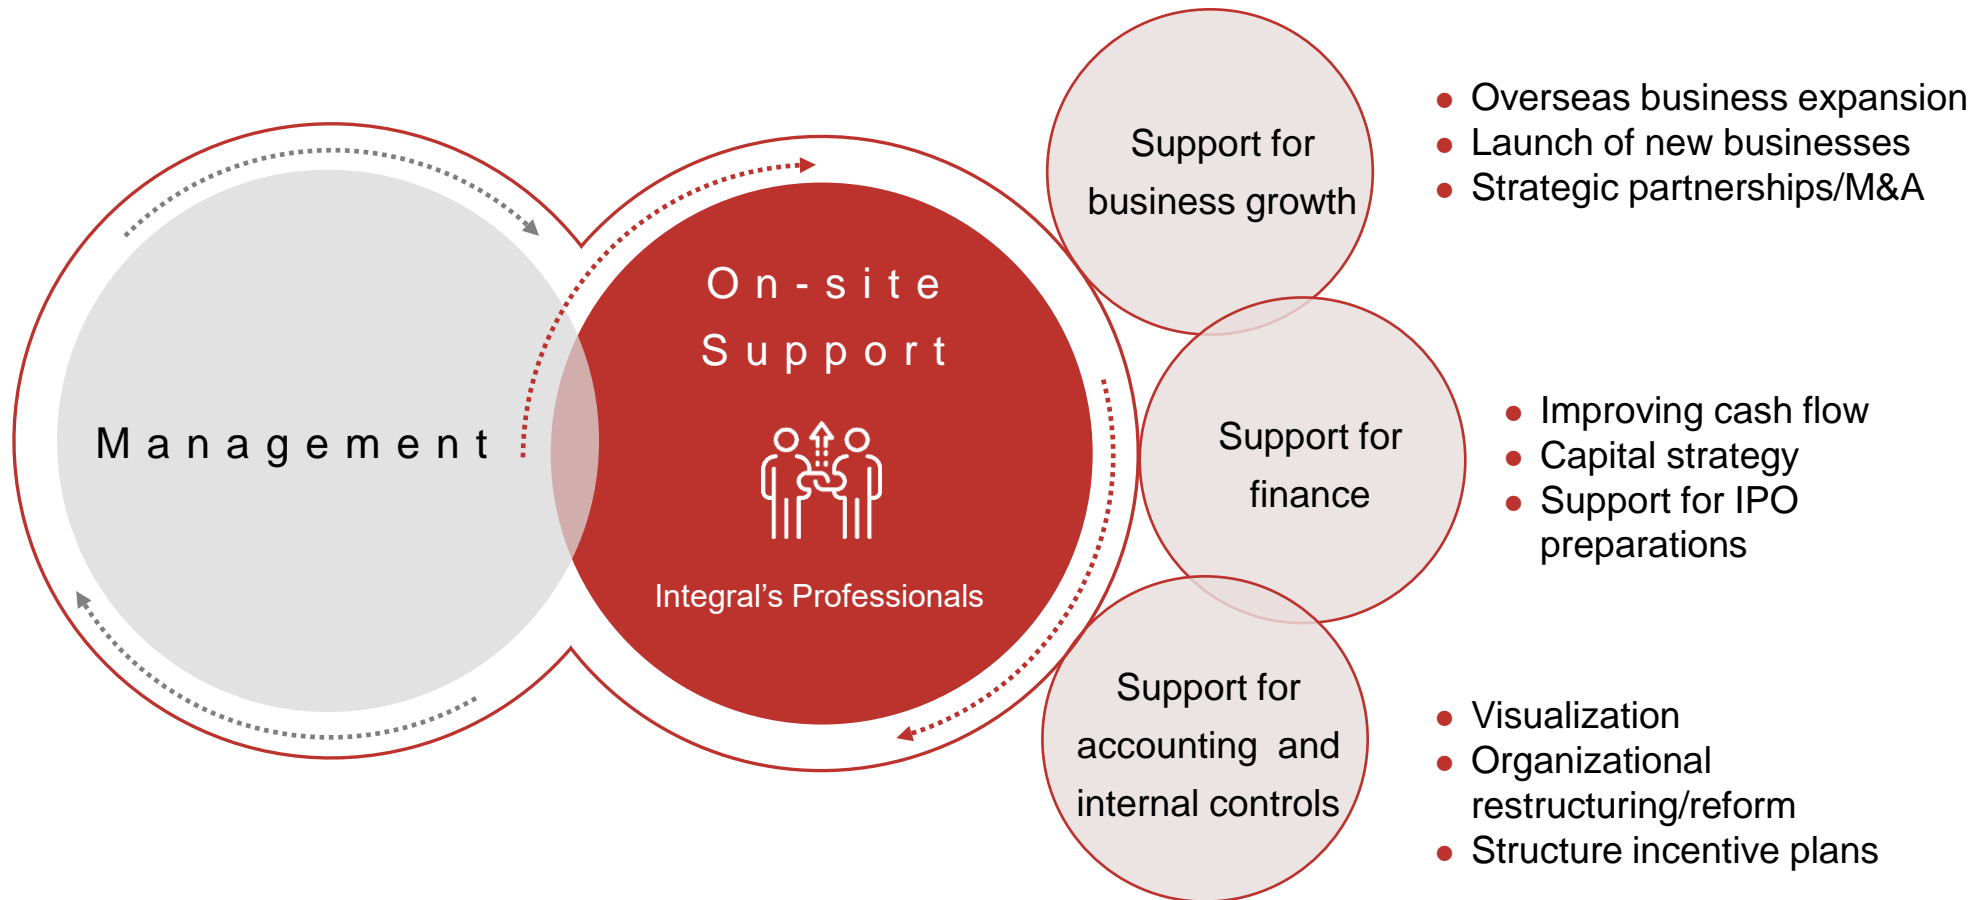 Management
On-site
Support
Integral’s Professionals
Support for
business growth
● Overseas business expansion
● Launch of new businesses
● Strategic partnerships/M&A
Support for
finance
● Improving cash flow
● Capital strategy
● Support for IPO
preparations
Support for
accounting and
internal controls
● Visualization
● Organizational
restructuring/reform
● Structure incentive plans